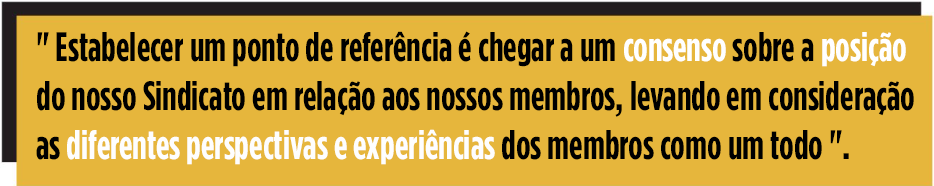 " Estabelecer um ponto de referência é chegar a um consenso sobre a posição
do nosso Sindicato em relação aos nossos membros, levando em consideração
as diferentes perspectivas e experiências dos membros como um todo ".